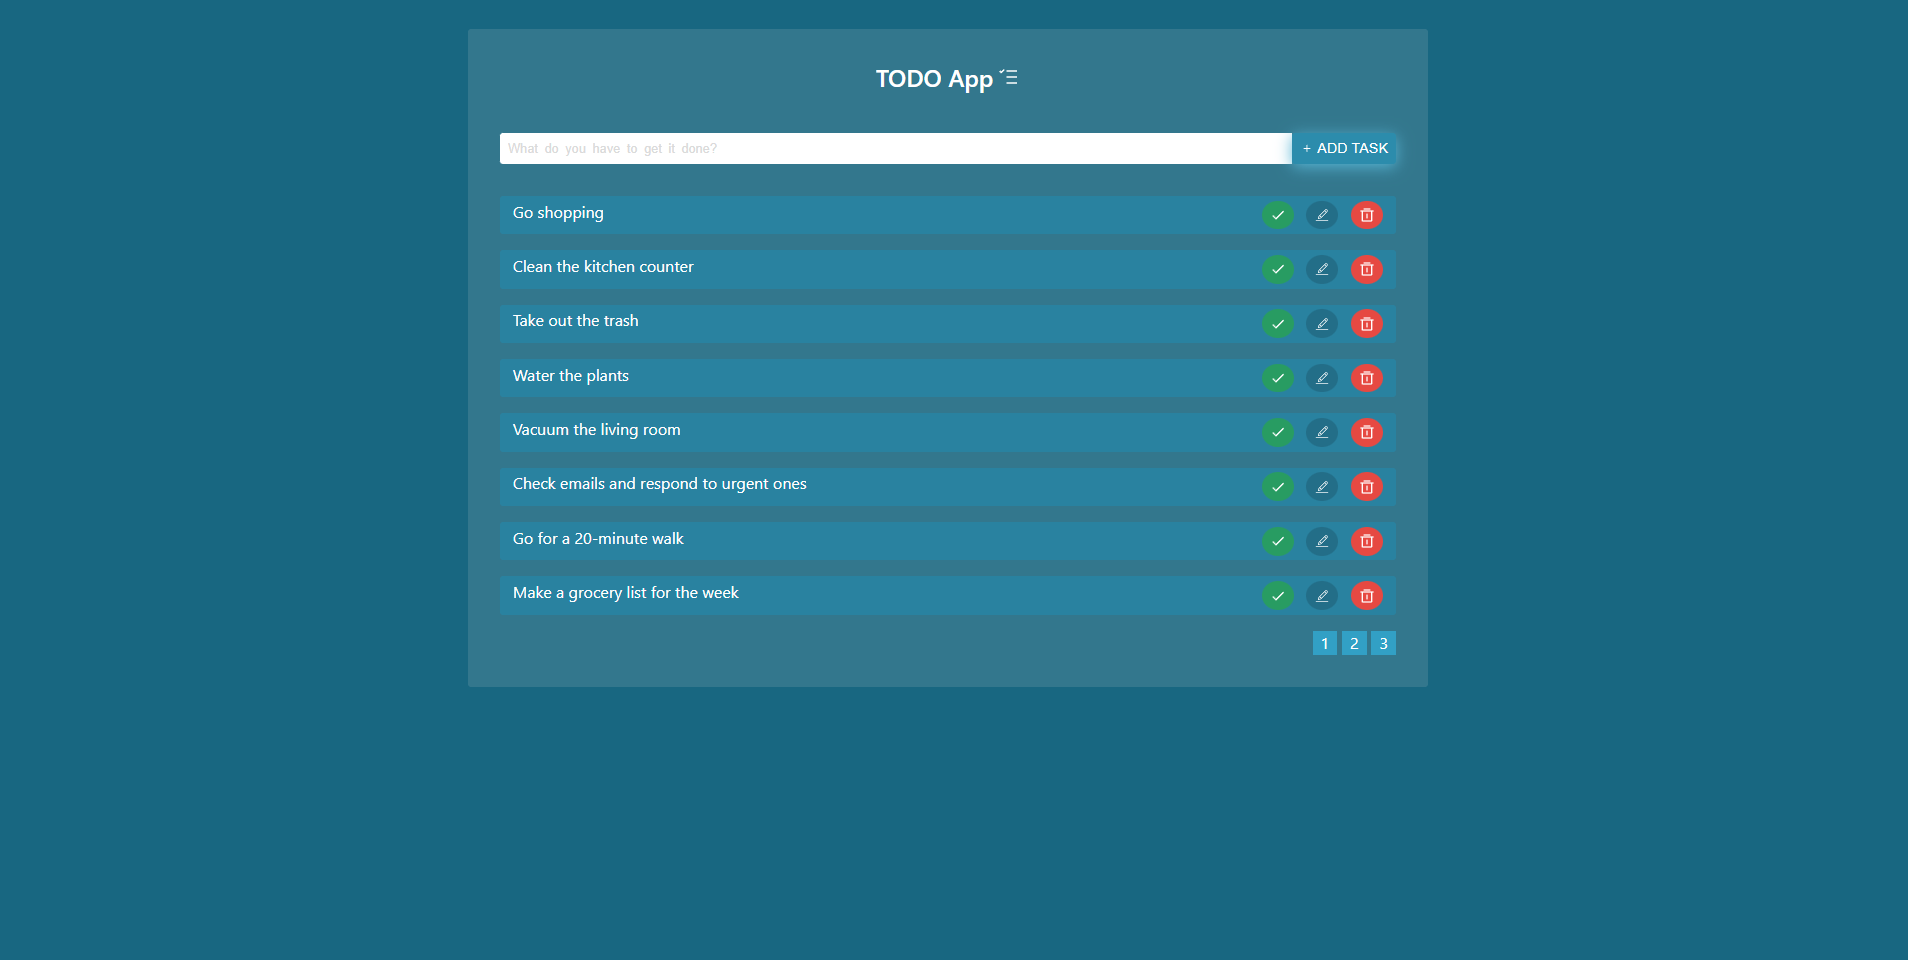 TODO App
What do you have to get it done?
+ ADD TASK
Go shopping
Clean the kitchen counter
Take out the trash
Water the plants
Vacuum the living room
Check emails and respond to urgent ones
Go for a 20-minute walk
Make a grocery list for the week
1 2 3